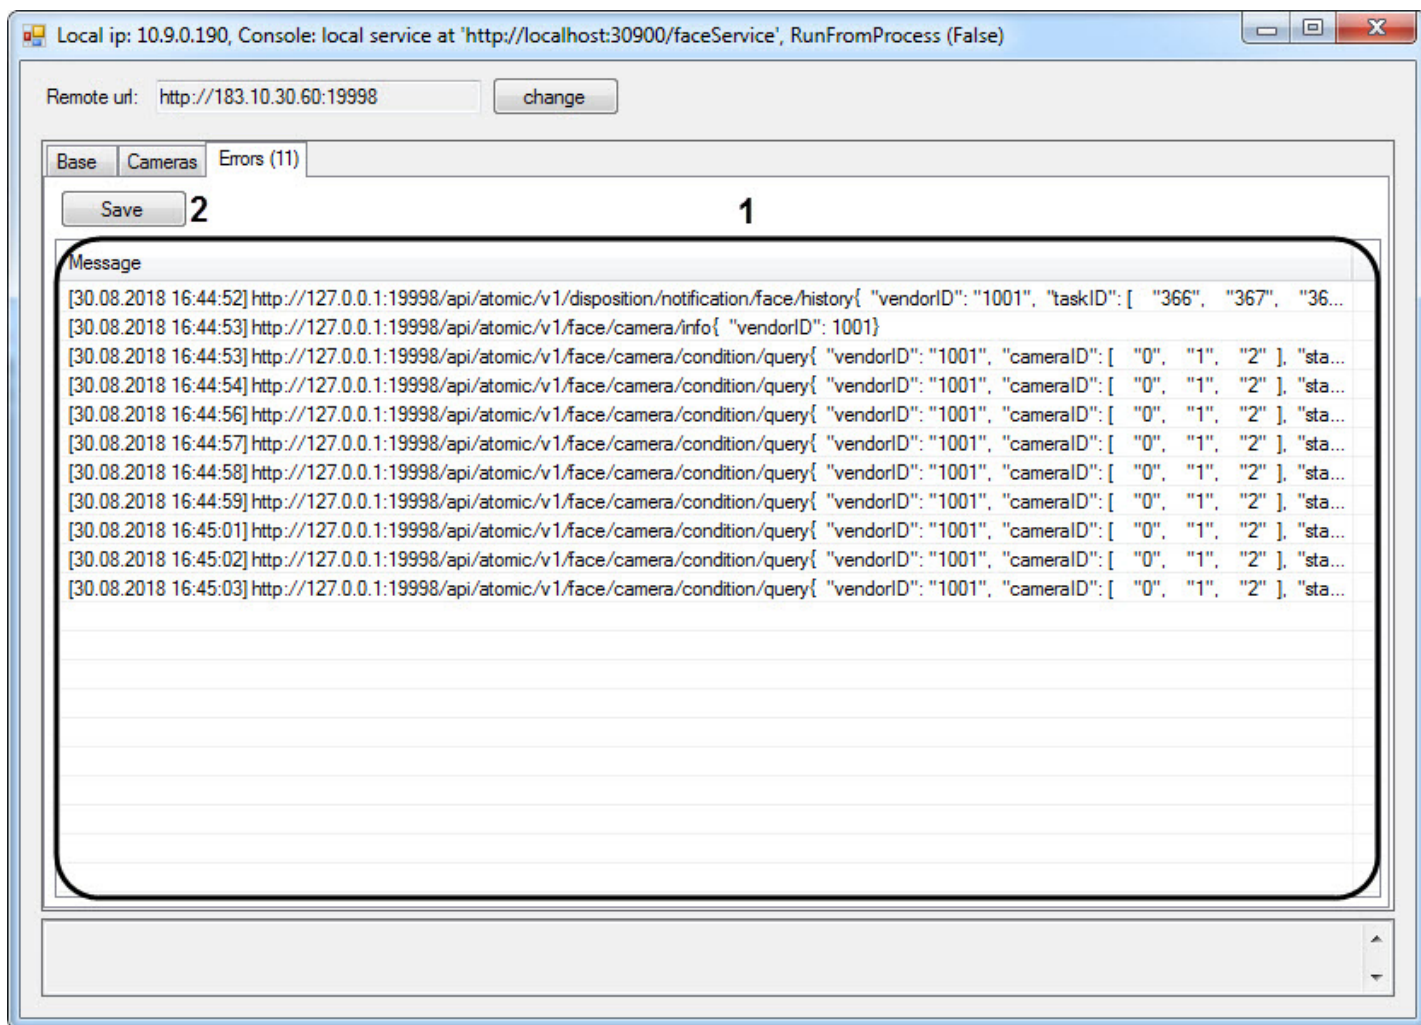 Local ip: 10.9.0.190, Console: local service at 'http://localhost:30900/faceService', RunFromProcess (False)
Remote url: http://183.10.30.60:19998 change
Base Cameras Errors (11)
Save 2 1
Message
[30.08.2018 16:44:52] http://127.0.0.1:19998/api/atomic/v1/disposition/notification/face/history{ "vendorID": "1001", "taskID": [ "366", "367", "36...
[30.08.2018 16:44:53] http://127.0.0.1:19998/api/atomic/v1/face/camera/info{ "vendorID": 1001}
[30.08.2018 16:44:53] http://127.0.0.1:19998/api/atomic/v1/face/camera/condition/query{ "vendorID": "1001", "cameraID": [ "0", "1", "2" ], "sta...
[30.08.2018 16:44:54] http://127.0.0.1:19998/api/atomic/v1/face/camera/condition/query{ "vendorID": "1001", "cameraID": [ "0", "1", "2" ], "sta...
[30.08.2018 16:44:56] http://127.0.0.1:19998/api/atomic/v1/face/camera/condition/query{ "vendorID": "1001", "cameraID": [ "0", "1", "2" ], "sta...
[30.08.2018 16:44:57] http://127.0.0.1:19998/api/atomic/v1/face/camera/condition/query{ "vendorID": "1001", "cameraID": [ "0", "1", "2" ], "sta...
[30.08.2018 16:44:58] http://127.0.0.1:19998/api/atomic/v1/face/camera/condition/query{ "vendorID": "1001", "cameraID": [ "0", "1", "2" ], "sta...
[30.08.2018 16:44:59] http://127.0.0.1:19998/api/atomic/v1/face/camera/condition/query{ "vendorID": "1001", "cameraID": [ "0", "1", "2" ], "sta...
[30.08.2018 16:45:01] http://127.0.0.1:19998/api/atomic/v1/face/camera/condition/query{ "vendorID": "1001", "cameraID": [ "0", "1", "2" ], "sta...
[30.08.2018 16:45:02] http://127.0.0.1:19998/api/atomic/v1/face/camera/condition/query{ "vendorID": "1001", "cameraID": [ "0", "1", "2" ], "sta...
[30.08.2018 16:45:03] http://127.0.0.1:19998/api/atomic/v1/face/camera/condition/query{ "vendorID": "1001", "cameraID": [ "0", "1", "2" ], "sta...